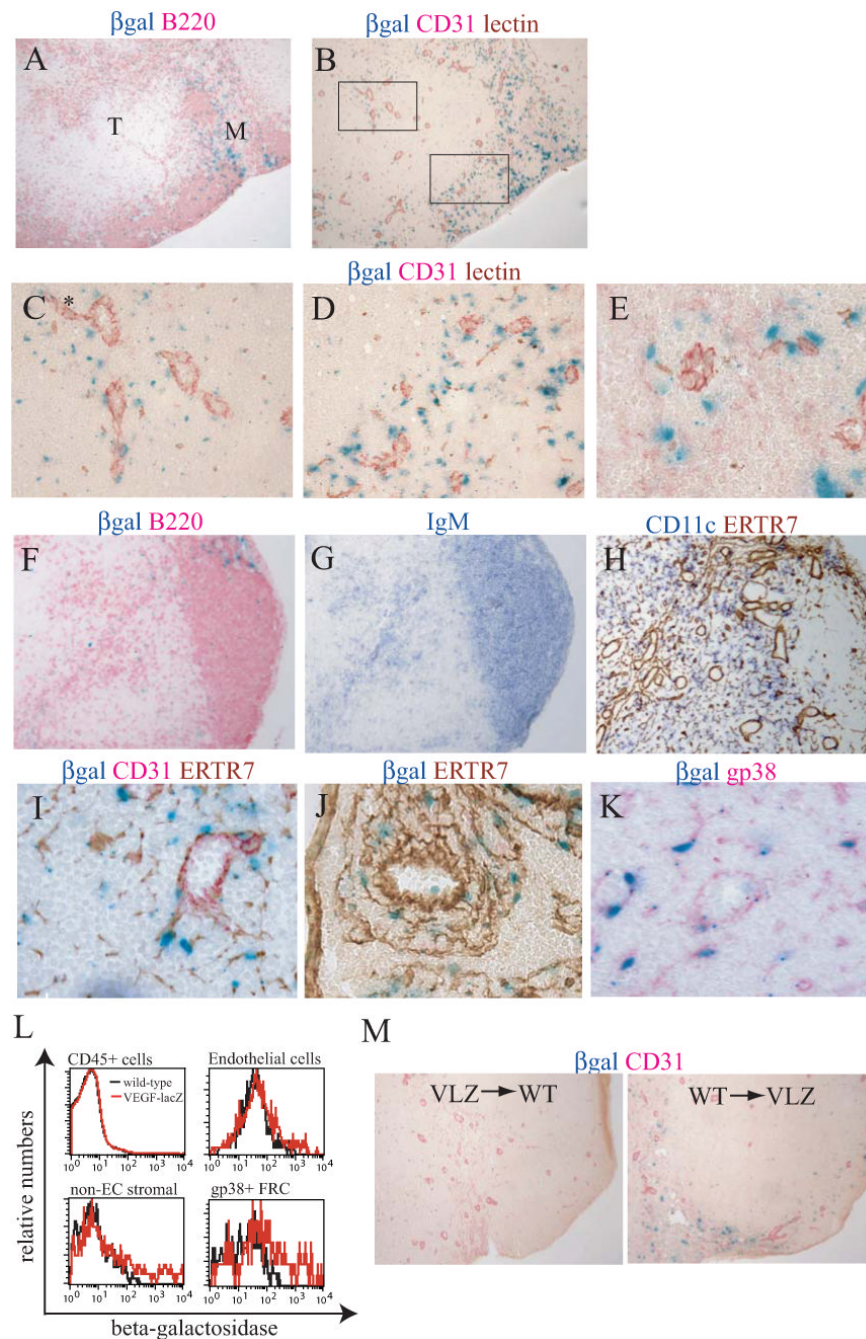 βgal B220
βgal CD31 lectin
A
T
M
B
βgal CD31 lectin
C
*
D
E
βgal B220
IgM
CD11c ERTR7
F
G
H
βgal CD31 ERTR7
βgal ERTR7
βgal gp38
I
J
K
L
CD45+ cells
Endothelial cells
wild-type
VEGF-lacZ
10⁰ 10¹ 10² 10³ 10⁴
10⁰ 10¹ 10² 10³ 10⁴
non-EC stromal
gp38+ FRC
10⁰ 10¹ 10² 10³ 10⁴
10⁰ 10¹ 10² 10³ 10⁴
relative numbers
beta-galactosidase
M
βgal CD31
VLZ→WT
WT→VLZ